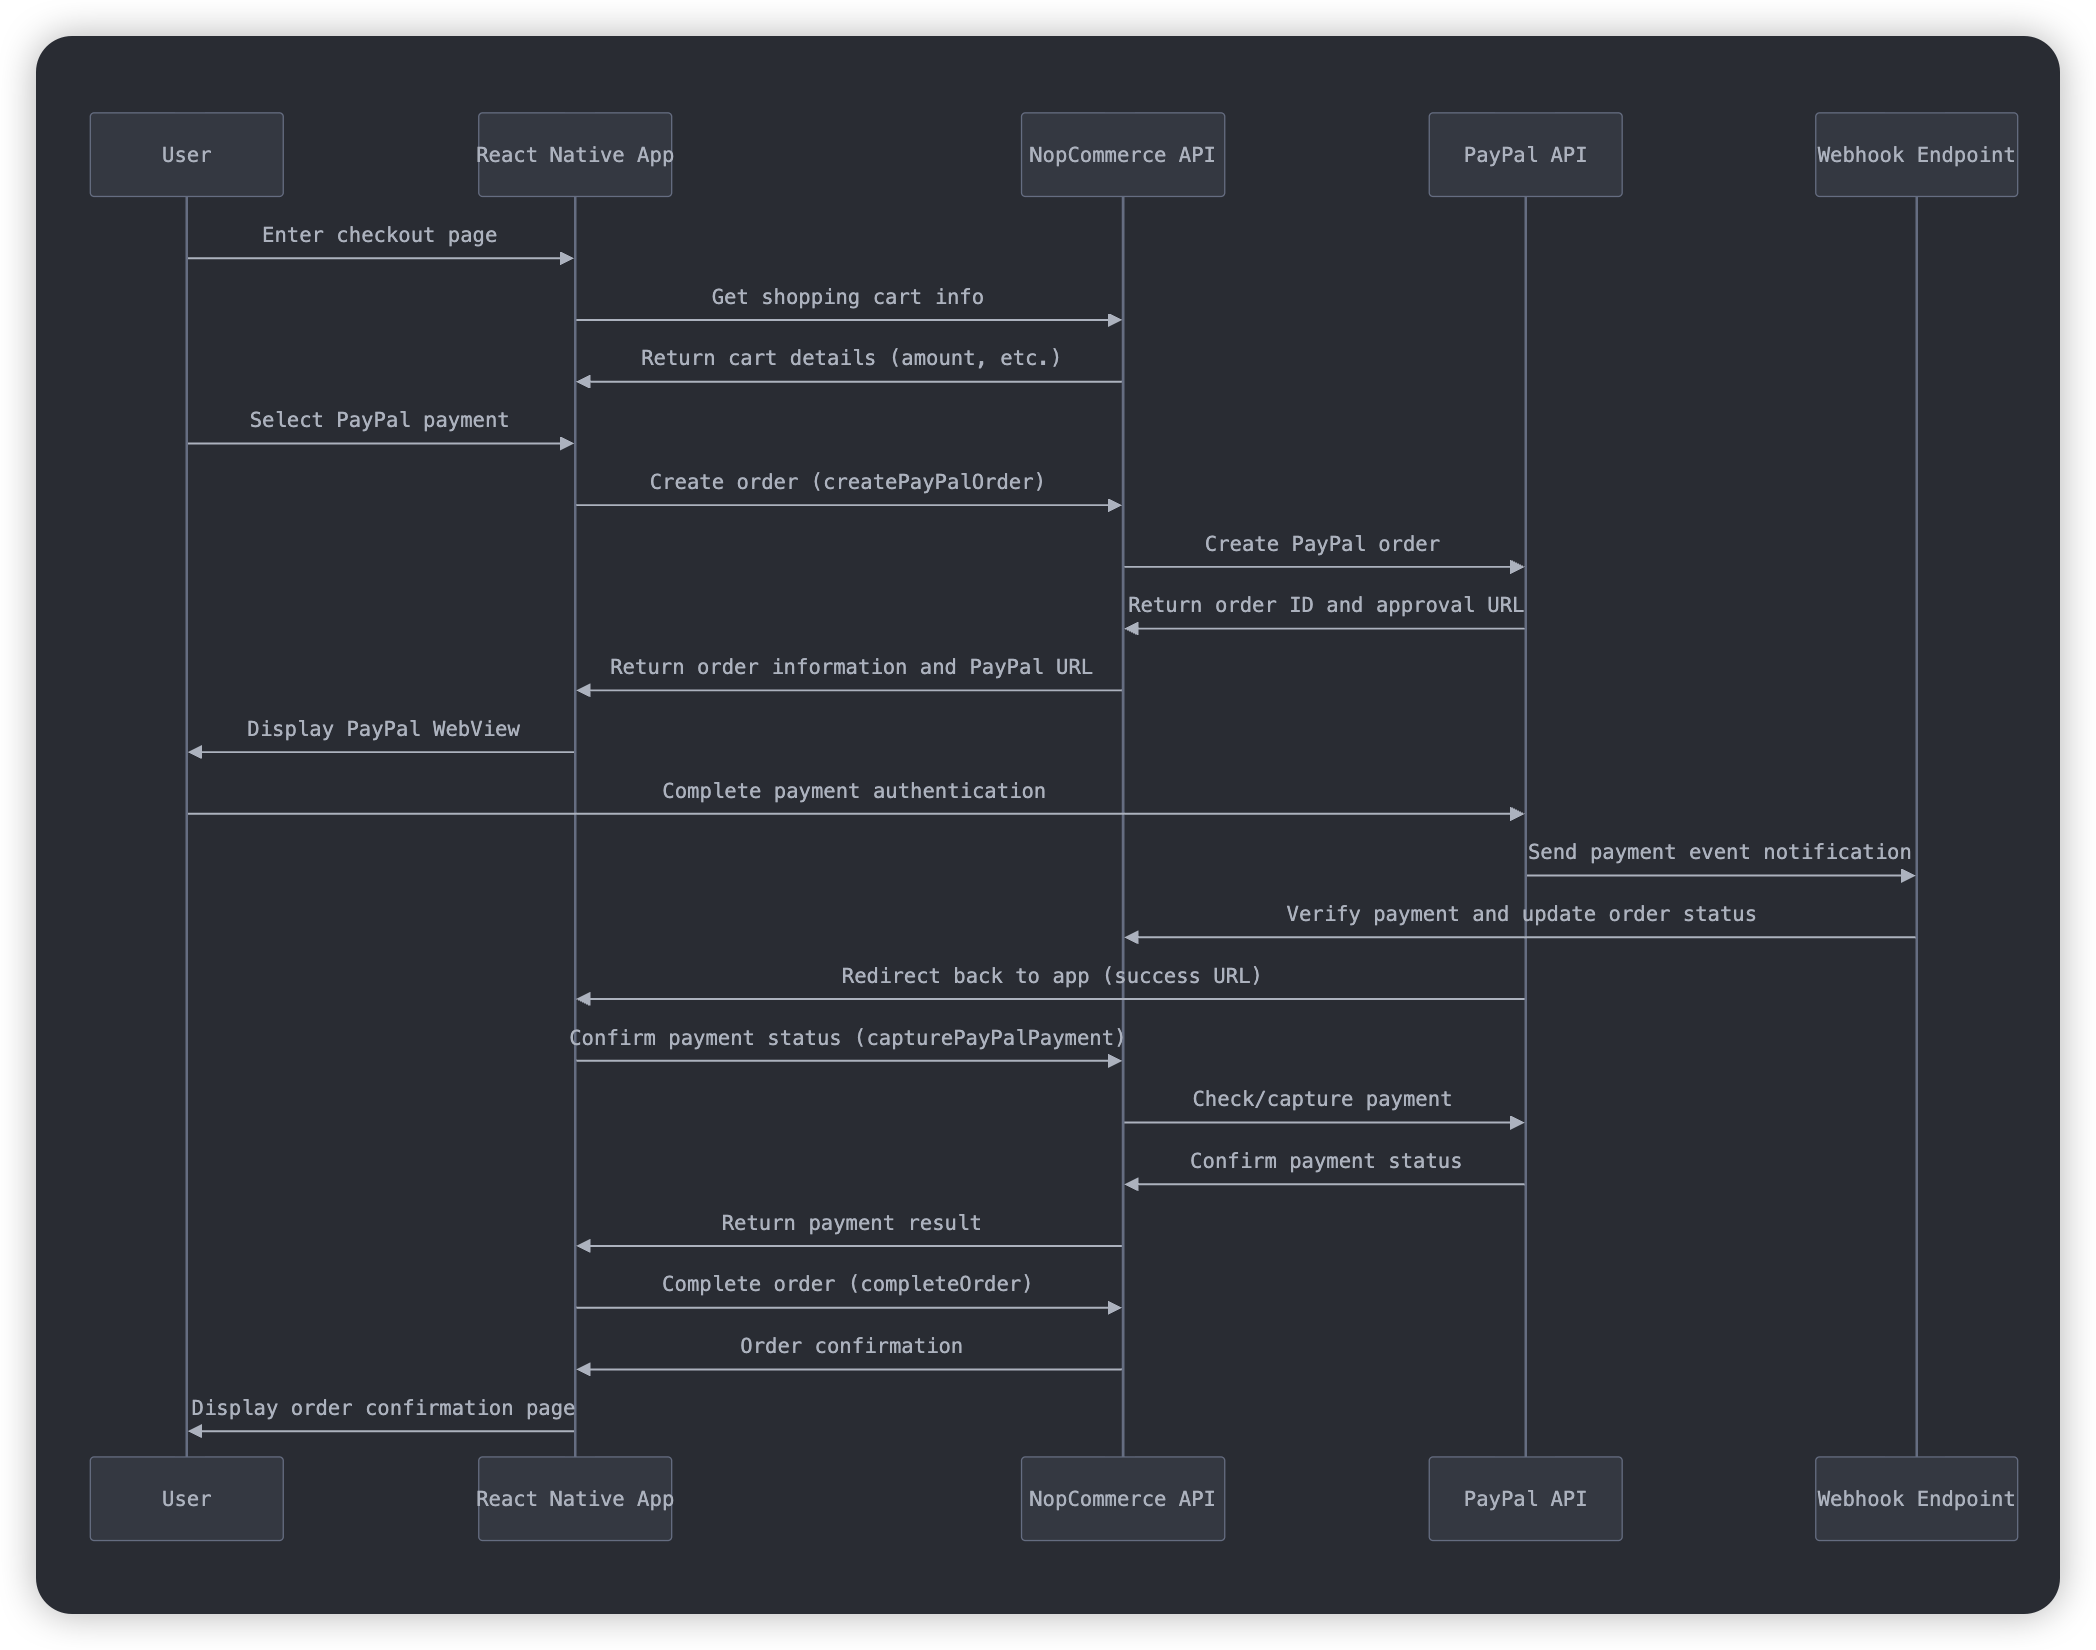 User
React Native App
NopCommerce API
PayPal API
Webhook Endpoint
Enter checkout page
Get shopping cart info
Return cart details (amount, etc.)
Select PayPal payment
Create order (createPayPalOrder)
Create PayPal order
Return order ID and approval URL
Return order information and PayPal URL
Display PayPal WebView
Complete payment authentication
Send payment event notification
Verify payment and update order status
Redirect back to app (success URL)
Confirm payment status (capturePayPalPayment)
Check/capture payment
Confirm payment status
Return payment result
Complete order (completeOrder)
Order confirmation
Display order confirmation page
User
React Native App
NopCommerce API
PayPal API
Webhook Endpoint